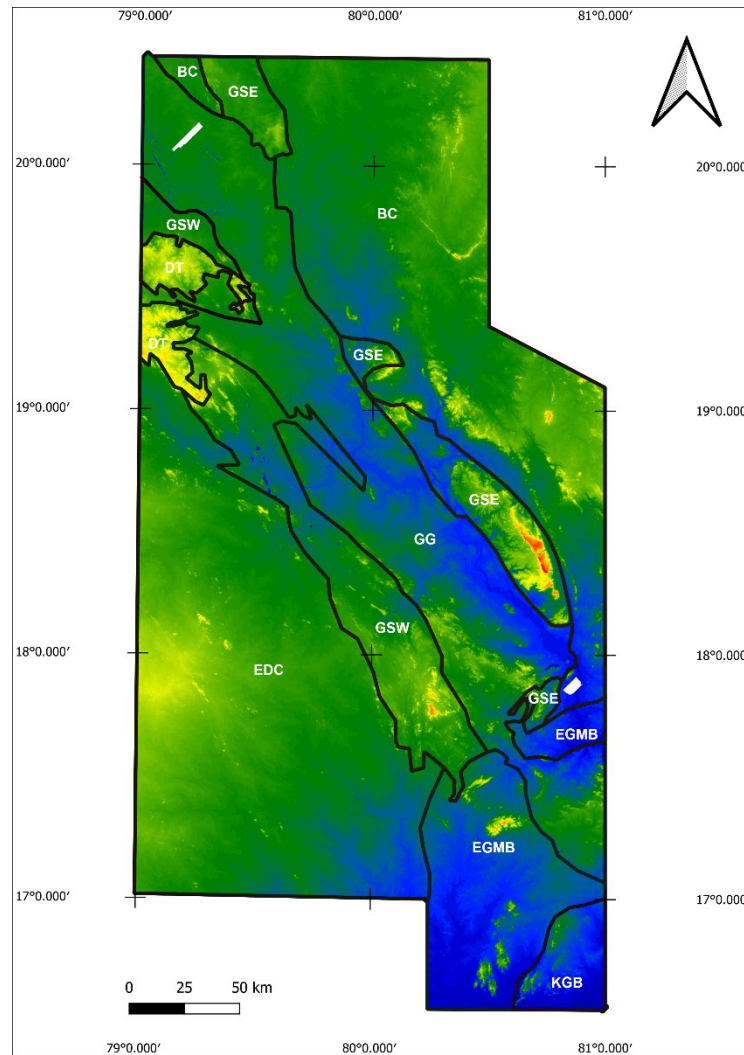 79°0.000′ 80°0.000′ 81°0.000′
BC
GSE
20°0.000′ 20°0.000′
BC
GSW
DT
DT
GSE
19°0.000′ 19°0.000′
GSE
GG
GSW
18°0.000′ 18°0.000′
EDC
GSE
EGMB
EGMB
17°0.000′ 17°0.000′
KGB
0 25 50 km
79°0.000′ 80°0.000′ 81°0.000′